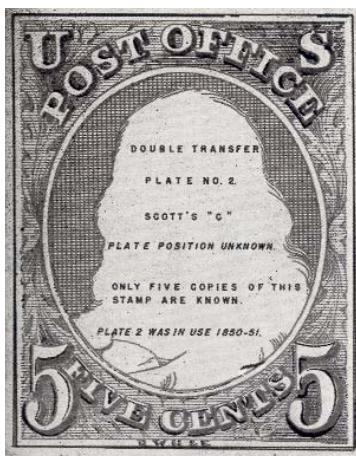 U S
POST OFFICE
DOUBLE TRANSFER
PLATE NO. 2.
SCOTT'S "C"
PLATE POSITION UNKNOWN.
ONLY FIVE COPIES OF THIS
STAMP ARE KNOWN.
PLATE 2 WAS IN USE 1850-51.
5 FIVE CENTS 5